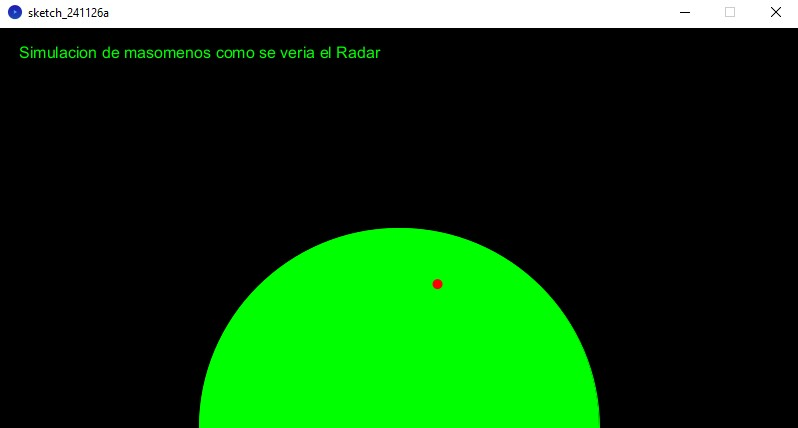 sketch_241126a
Simulacion de masomenos como se veria el Radar